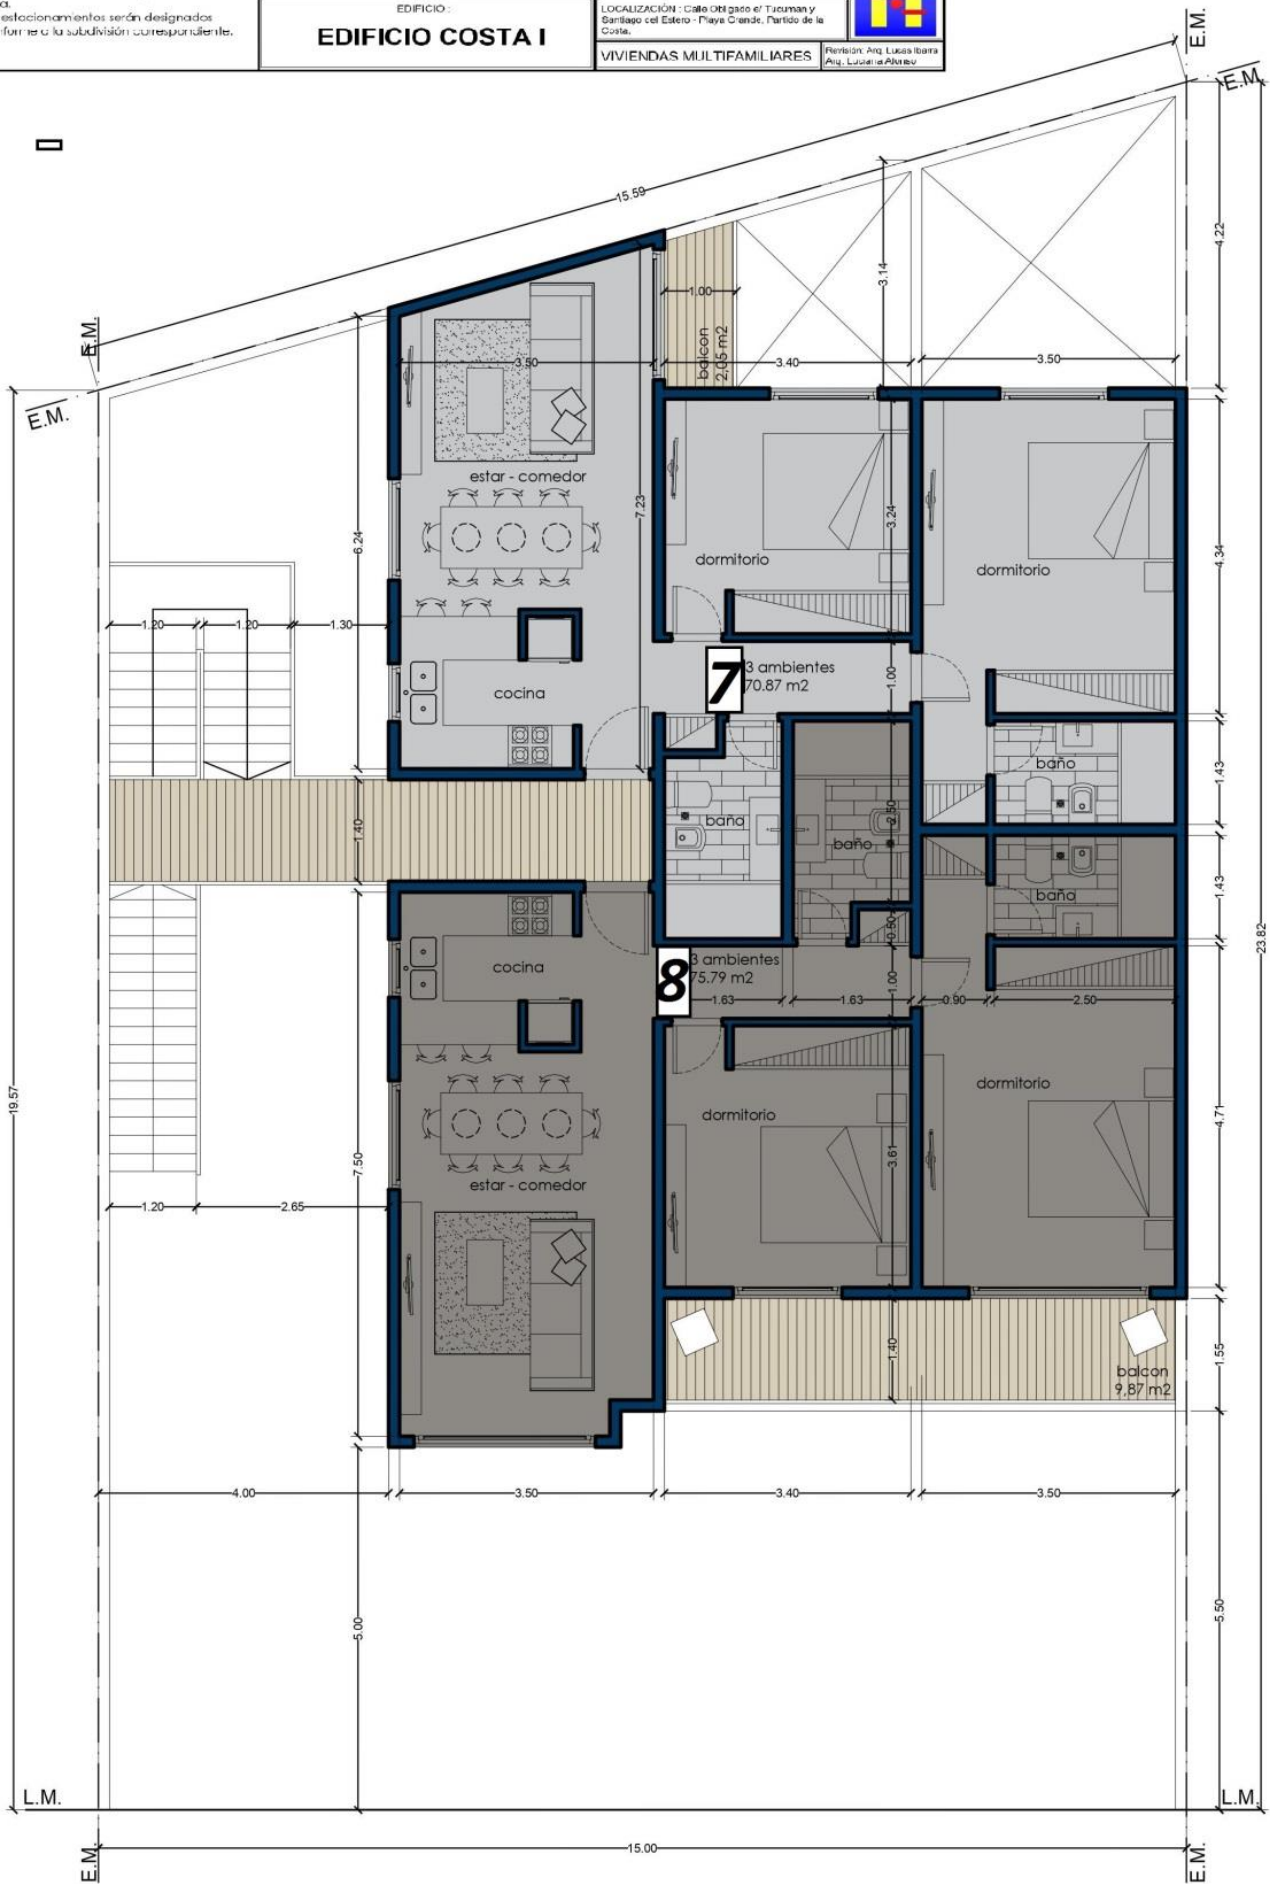 a.
estacionamientos serán designados
forme a la subdivisión correspondiente.
EDIFICIO :
EDIFICIO COSTA I
LOCALIZACIÓN : Calle Obligado e/ Tucuman y
Santiago del Estero - Playa Grande, Partido de la
Costa.
VIVIENDAS MULTIFAMILIARES
Revisión: Arq. Lucas Ibarra
Arq. Luciana Alonso
E.M.
E.M.
15.59
4.22
3.14
1.00
balcon
2,05 m2
E.M.
3.50
3.40
3.50
E.M.
estar - comedor
7.23
3.24
6.24
4.34
dormitorio
dormitorio
1.20
1.20
1.30
7
3 ambientes
70.87 m2
1.00
cocina
baño
1.43
2.50
baño
baño
1.40
baño
1.43
0.50
23.82
cocina
8
3 ambientes
75.79 m2
1.00
1.63
1.63
0.90
2.50
dormitorio
dormitorio
19.57
4.71
3.61
7.50
estar - comedor
1.20
2.65
1.40
1.55
balcon
9,87 m2
4.00
3.50
3.40
3.50
5.00
5.50
L.M.
L.M.
15.00
E.M.
E.M.